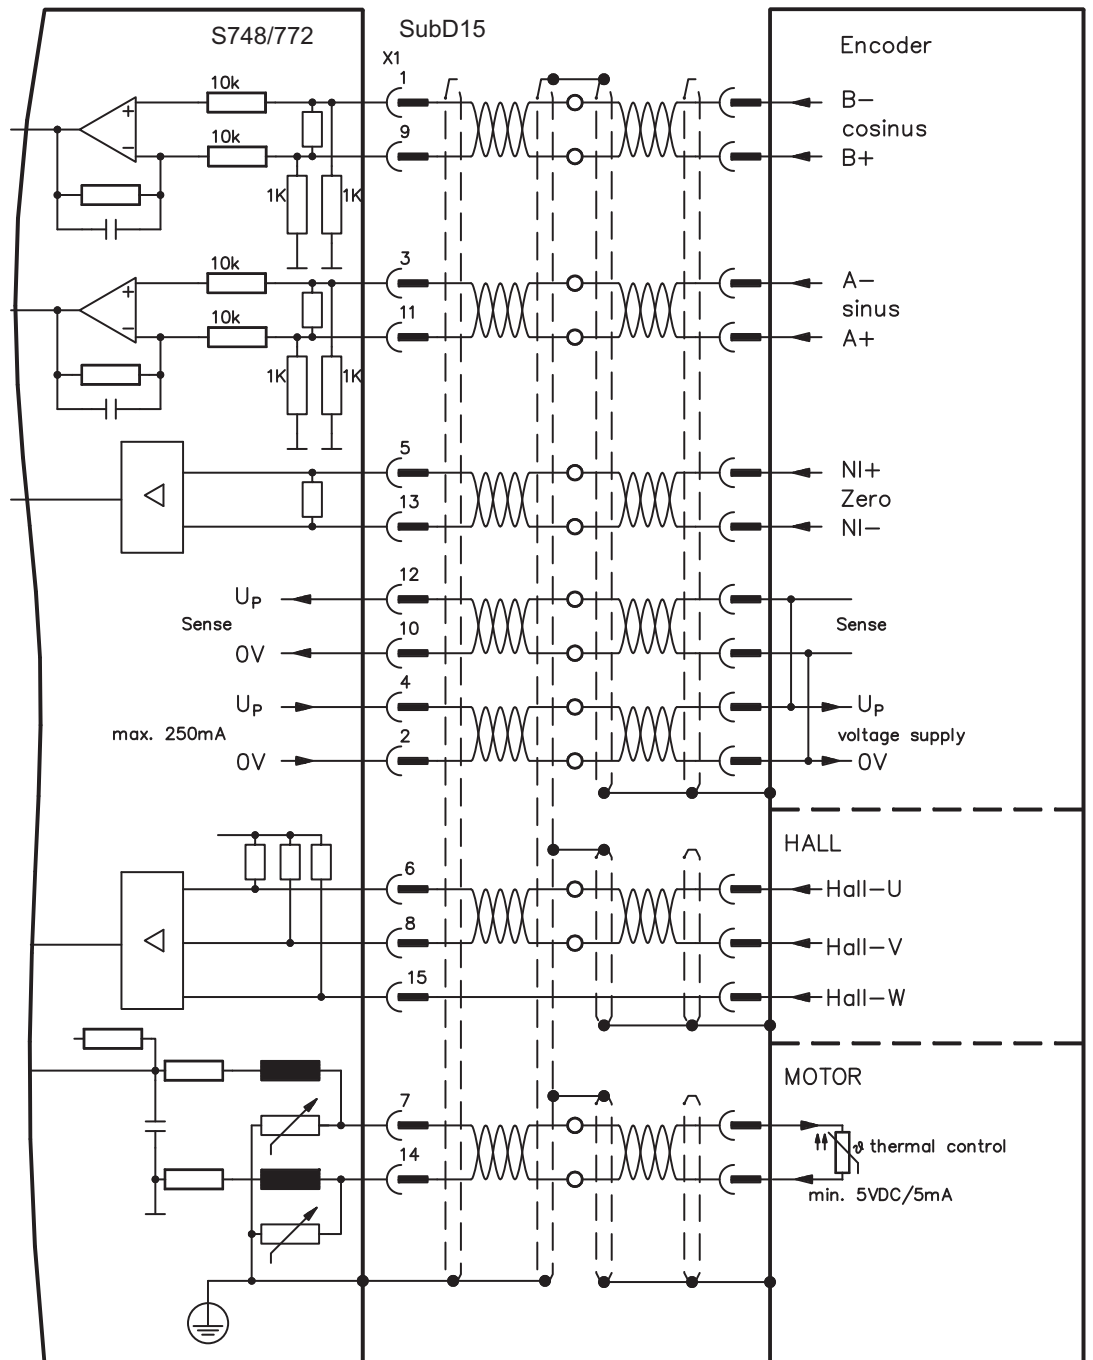 S748/772
SubD15
Encoder
X1
1
10k
B-
+
cosinus
9
10k
B+
-
1K
1K
3
10k
A-
+
sinus
11
10k
A+
-
1K
1K
5
NI+
Zero
13
NI-
12
UP
Sense
Sense
10
0V
4
UP
UP
max. 250mA
voltage supply
2
0V
0V
HALL
6
Hall-U
8
Hall-V
15
Hall-W
MOTOR
7
ϑ thermal control
14
min. 5VDC/5mA